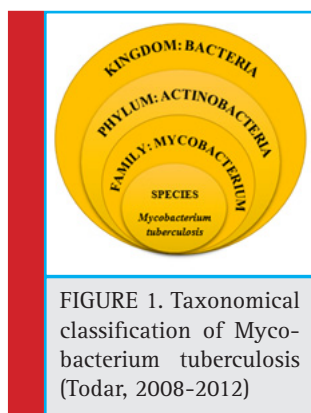 KINGDOM: BACTERIA
PHYLUM: ACTINOBACTERIA
FAMILY: MYCOBACTERIUM
SPECIES
Mycobacterium
tuberculosis
FIGURE 1. Taxonomical
classification of Myco-
bacterium tuberculosis
(Todar, 2008-2012)